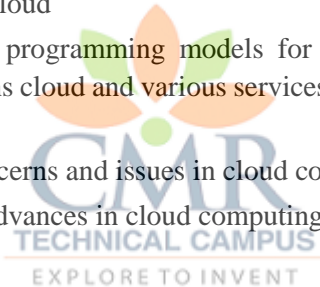 loud
programming models for
ns cloud and various services
cerns and issues in cloud co
dvances in cloud computing
CMR
TECHNICAL CAMPUS
EXPLORE TO INVENT